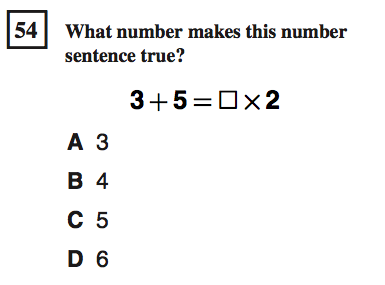 54 What number makes this number
sentence true?
3 + 5 = □ × 2
A 3
B 4
C 5
D 6